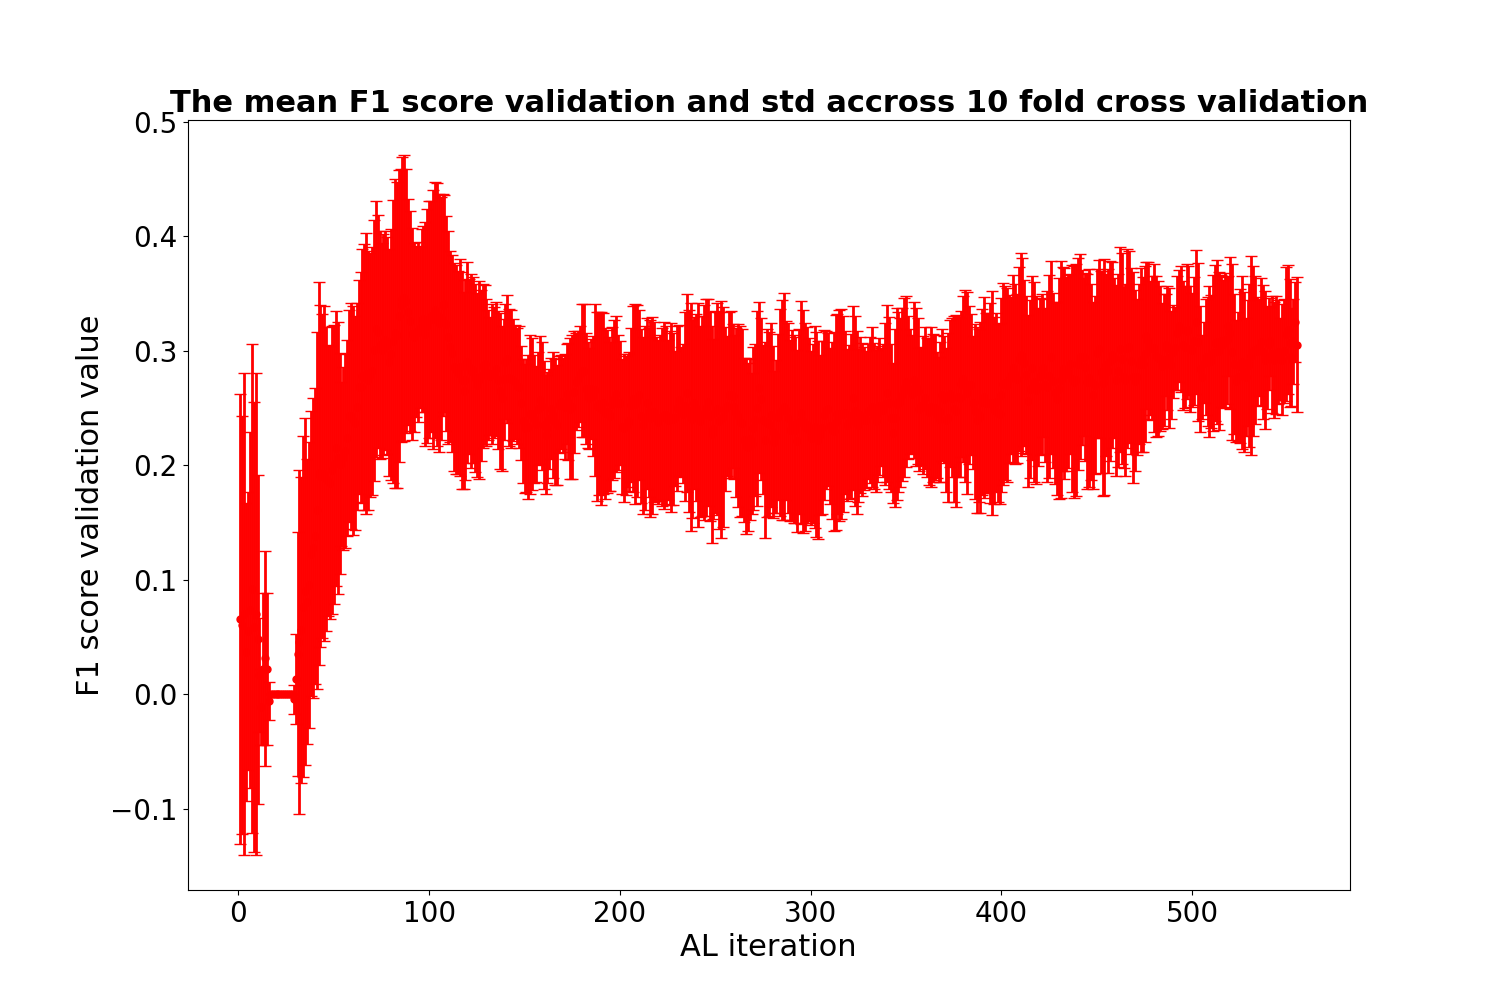 The mean F1 score validation and std accross 10 fold cross validation
0.5
0.4
0.3
0.2
0.1
0.0
−0.1
F1 score validation value
0 100 200 300 400 500
AL iteration